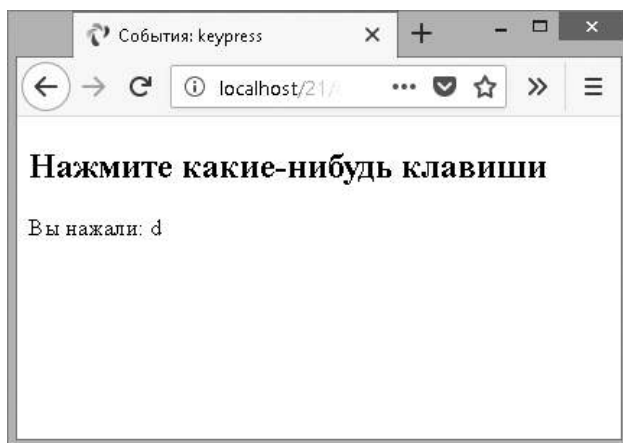 События: keypress
localhost/21/
Нажмите какие-нибудь клавиши
Вы нажали: d